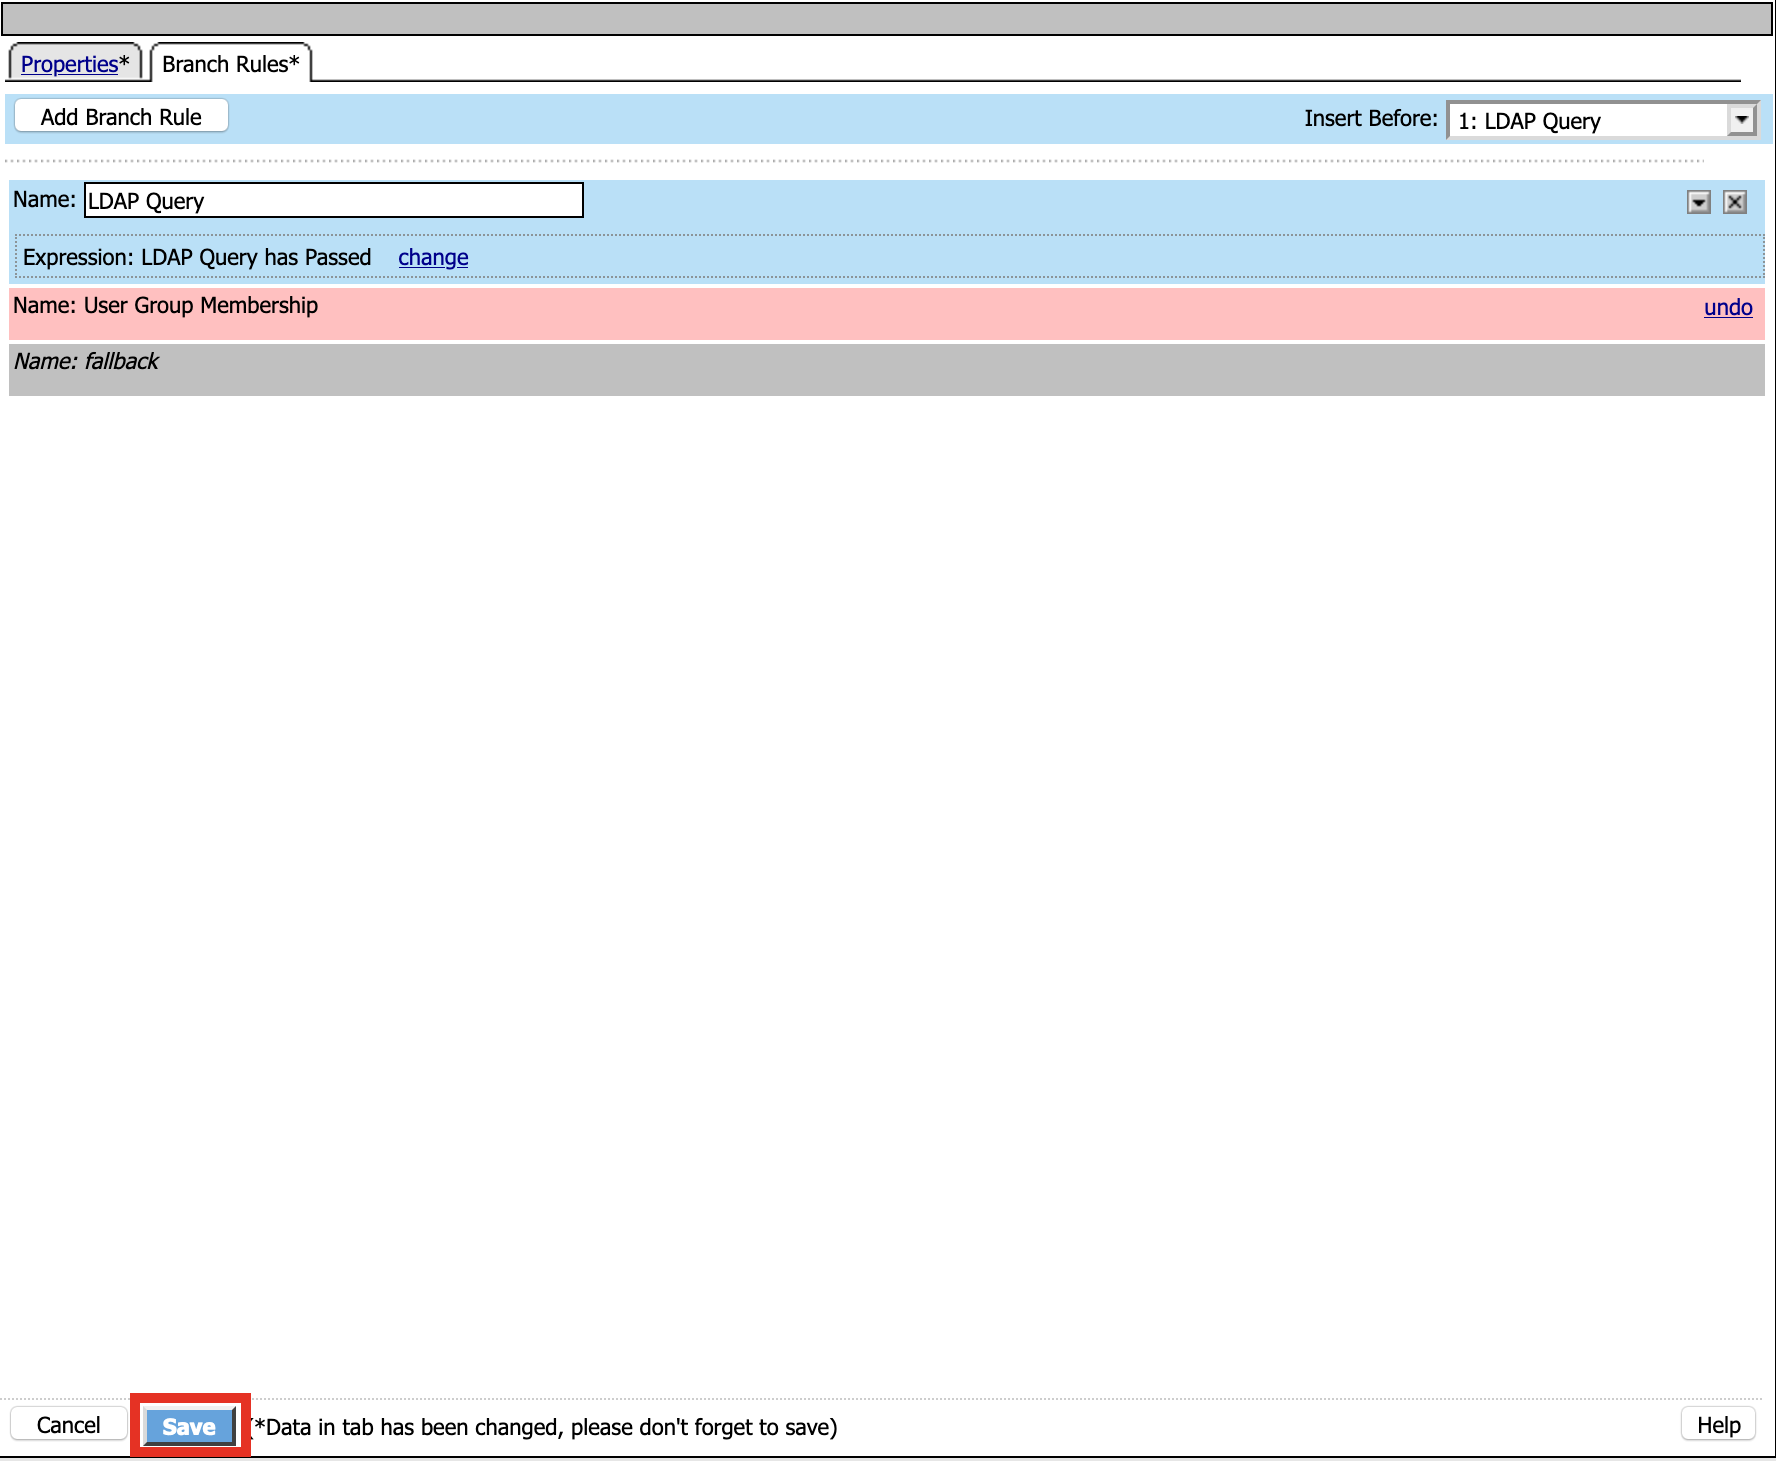 Properties* Branch Rules*
Add Branch Rule Insert Before: 1: LDAP Query
Name: LDAP Query
Expression: LDAP Query has Passed change
Name: User Group Membership undo
Name: fallback
Cancel Save (*Data in tab has been changed, please don't forget to save) Help